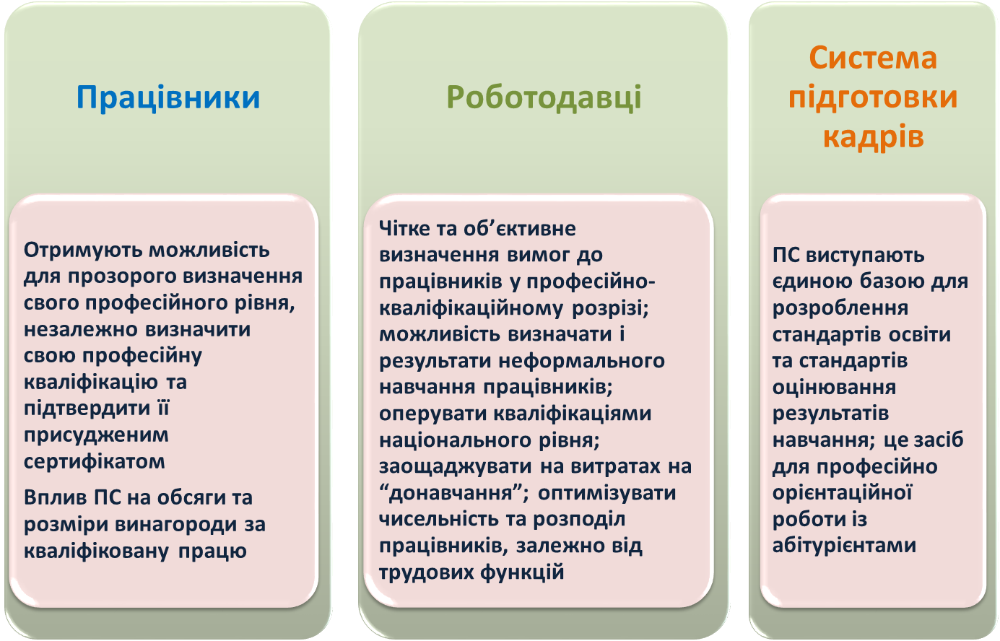 Працівники
Отримують можливість
для прозорого визначення
свого професійного рівня,
незалежно визначити
свою професійну
кваліфікацію та
підтвердити її
присудженим
сертифікатом
Вплив ПС на обсяги та
розміри винагороди за
кваліфіковану працю
Роботодавці
Чітке та об’єктивне
визначення вимог до
працівників у професійно-
кваліфікаційному розрізі;
можливість визначати і
результати неформального
навчання працівників;
оперувати кваліфікаціями
національного рівня;
заощаджувати на витратах на
“донавчання”; оптимізувати
чисельність та розподіл
працівників, залежно від
трудових функцій
Система
підготовки
кадрів
ПС виступають
єдиною базою для
розроблення
стандартів освіти
та стандартів
оцінювання
результатів
навчання; це засіб
для професійно
орієнтаційної
роботи із
абітурієнтами